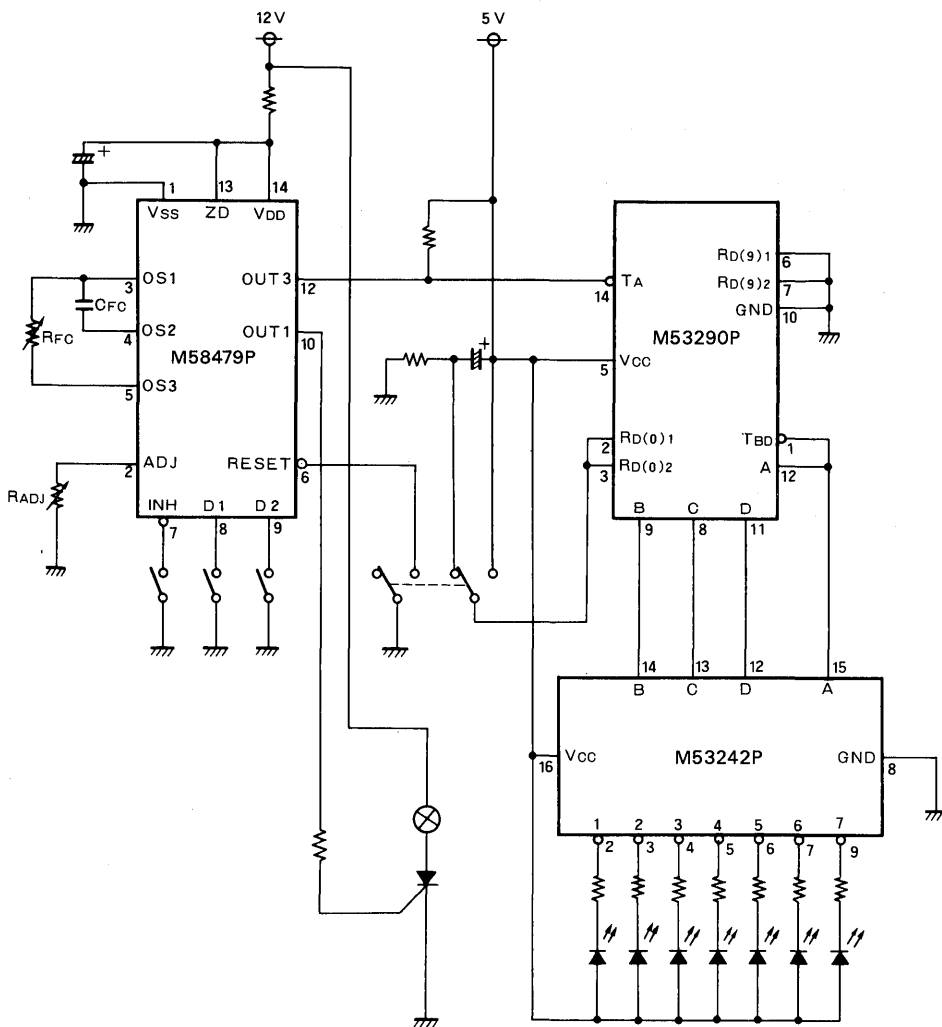 12V
5V
1 13 14
VSS ZD VDD
3 OS1
CFC
4 OS2
RFC
5 OS3
M58479P
OUT3 12
OUT1 10
2 ADJ
RADJ
RESET 6
INH D1 D2
7 8 9
14 TA
M53290P
RD(9)1 6
RD(9)2 7
GND 10
+
+
5 VCC
2 RD(0)1
3 RD(0)2
TBD 1
A 12
B C D
9 8 11
14 13 12 15
B C D A
16 VCC
M53242P
GND 8
1 2 3 4 5 6 7
2 3 4 5 6 7 9